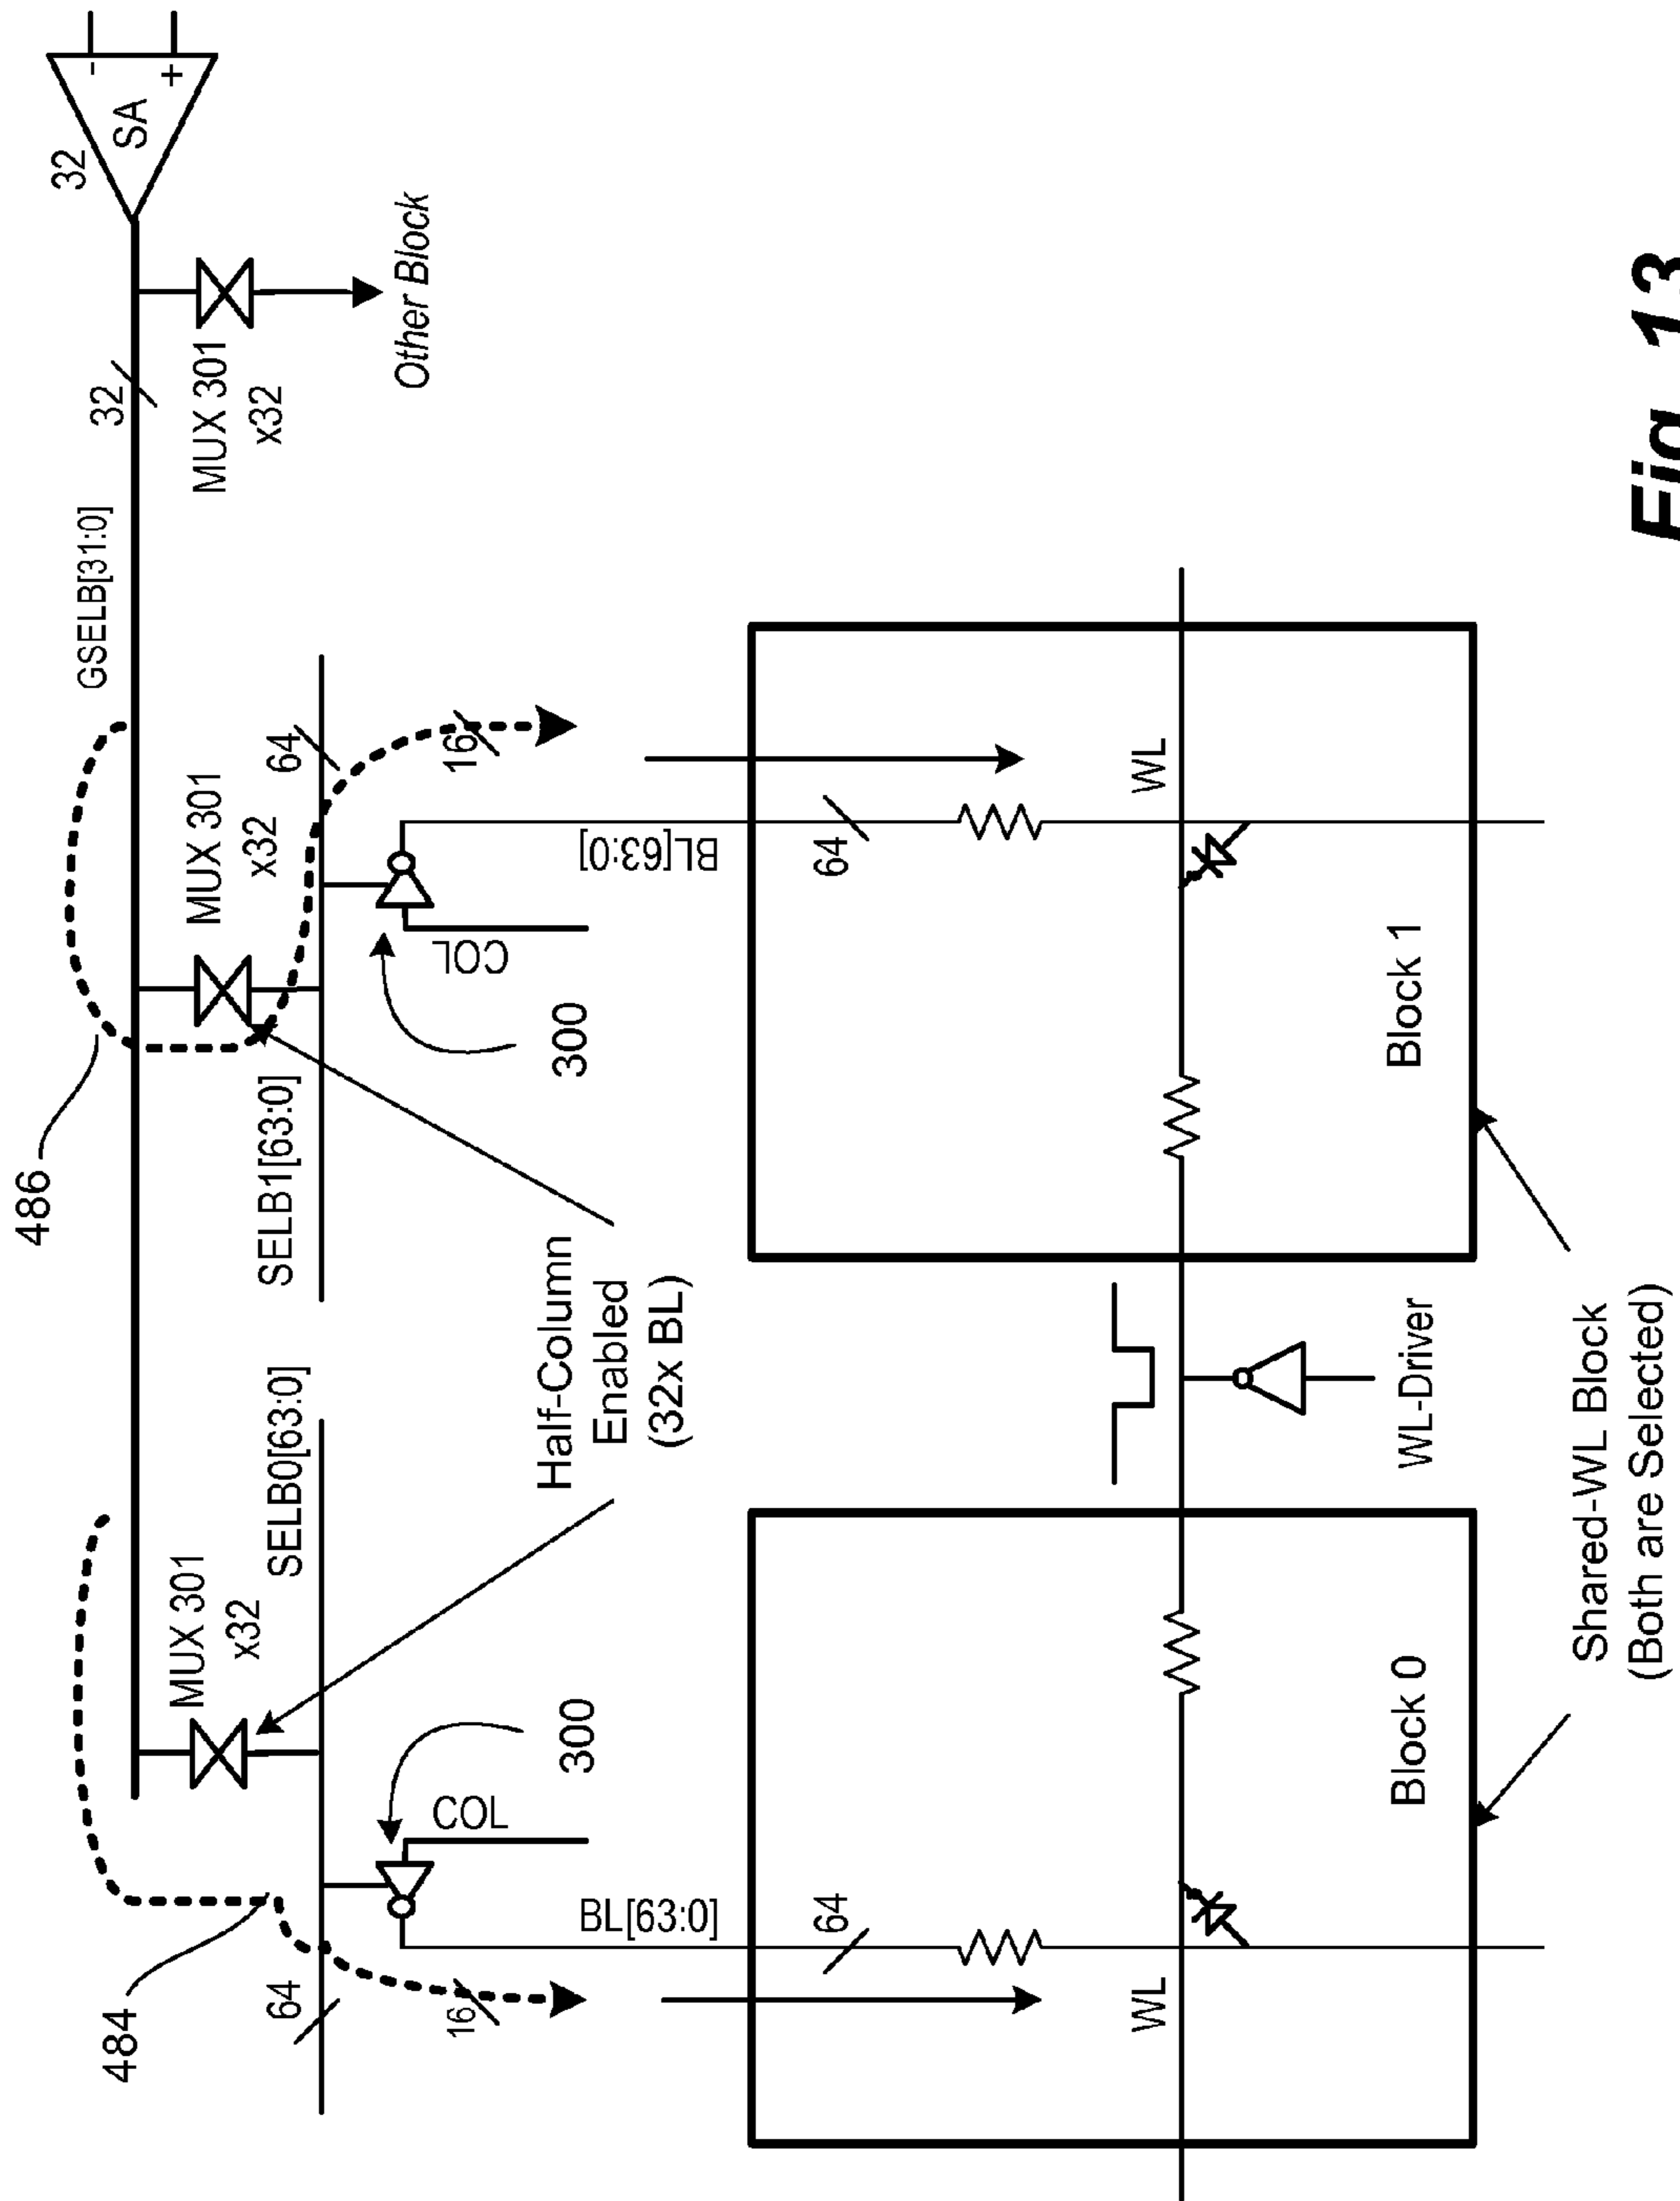 484
486
32
SA
-
+
MUX 301
x32
SELB0[63:0]
SELB1[63:0]
MUX 301
x32
GSELB[31:0]
32
MUX 301
x32
Other Block
64
16
COL
300
300
COL
64
16
Half-Column
Enabled
(32x BL)
BL[63:0]
BL[63:0]
64
64
WL
WL
Block 0
Block 1
WL-Driver
Shared-WL Block
(Both are Selected)
Fig. 13